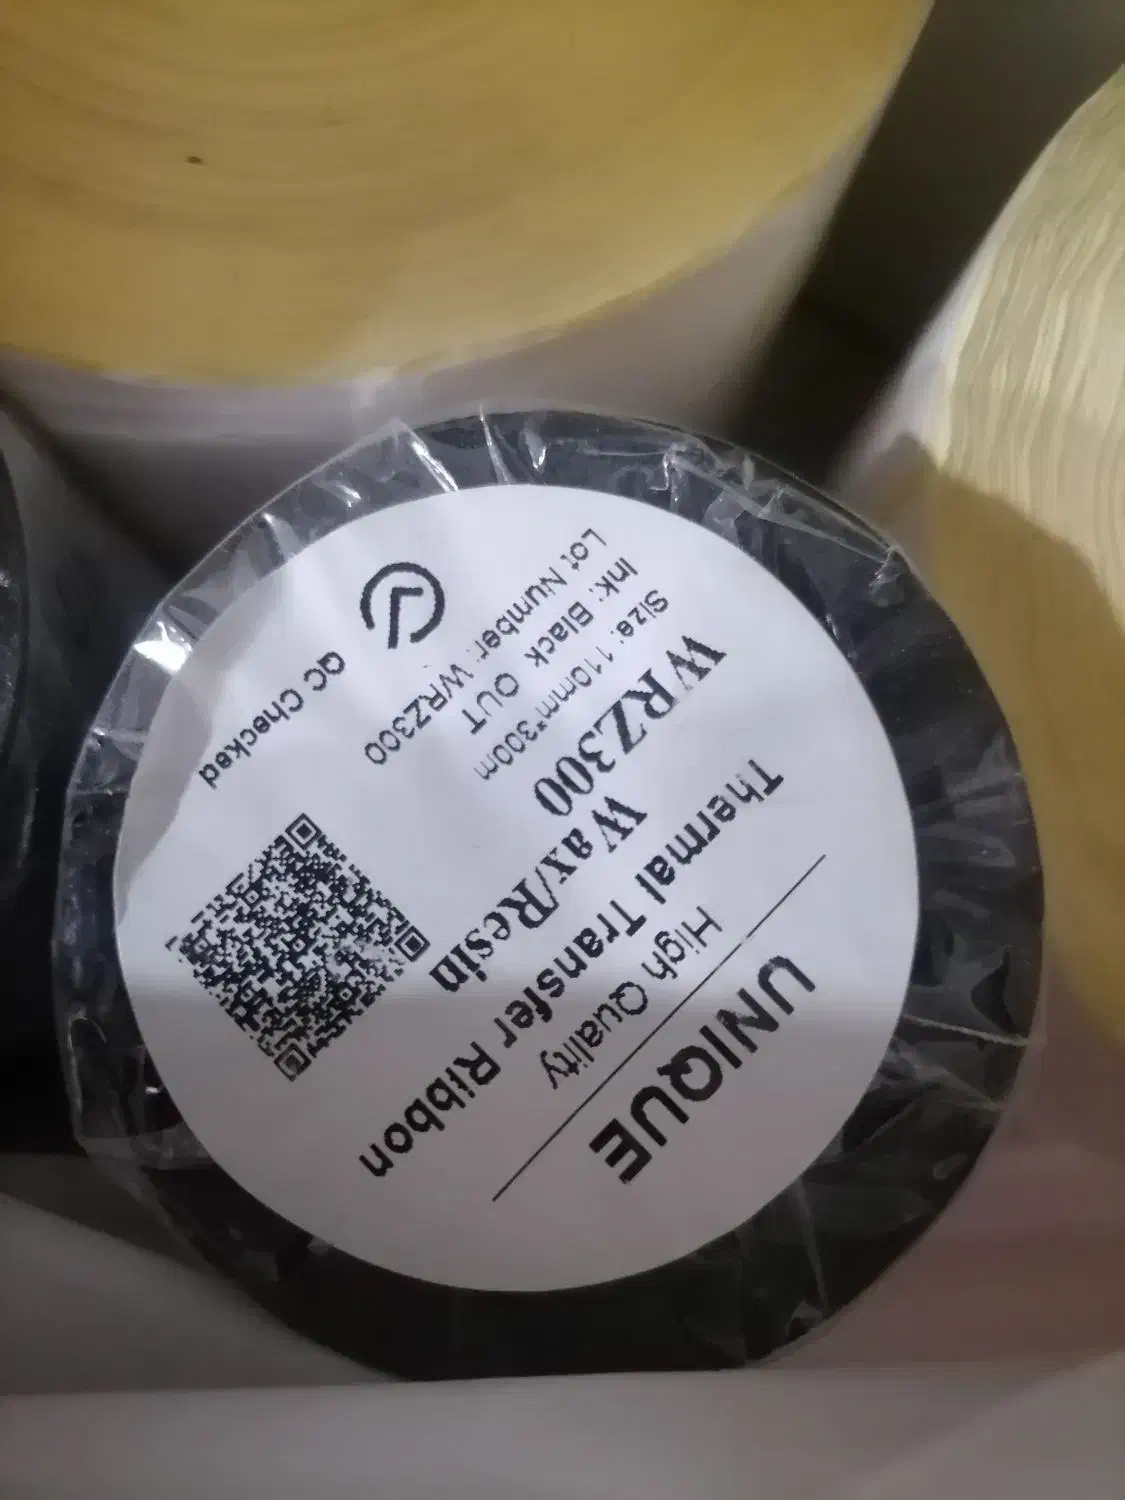 UNIQUE
High Quality
Thermal Transfer Ribbon
WRZ300 Wax/Resin
Size: 110mm*300m
Ink: Black OUT
Lot Number: WRZ300
QC Checked